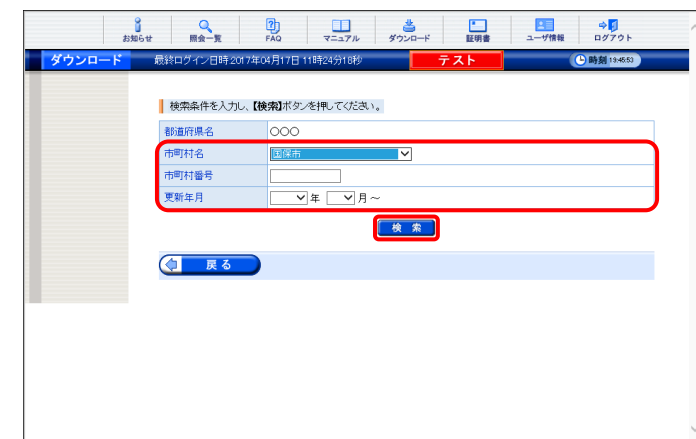 お知らせ 照会一覧 FAQ マニュアル ダウンロード 証明書 ユーザ情報 ログアウト
ダウンロード 最終ログイン日時 2017年04月17日 11時24分18秒 テスト 時刻 19:45:53
検索条件を入力し、【検索】ボタンを押してください。
都道府県名 〇〇〇
市町村名 国保市
市町村番号
更新年月 年 月～
検 索
戻 る